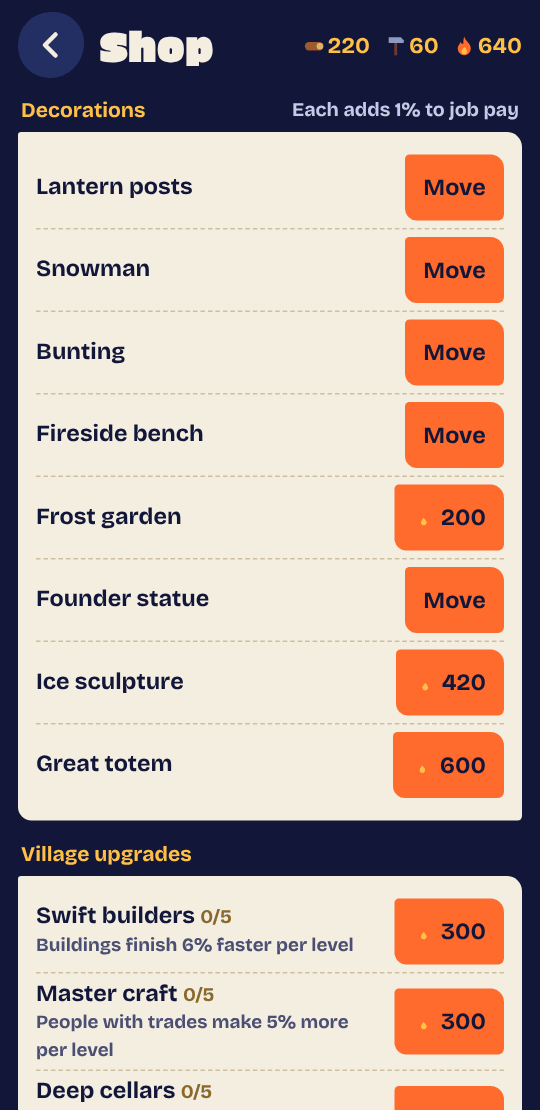 Shop
220 60 640
Decorations Each adds 1% to job pay
Lantern posts Move
Snowman Move
Bunting Move
Fireside bench Move
Frost garden 200
Founder statue Move
Ice sculpture 420
Great totem 600
Village upgrades
Swift builders 0/5
Buildings finish 6% faster per level
300
Master craft 0/5
People with trades make 5% more
per level
300
Deep cellars 0/5